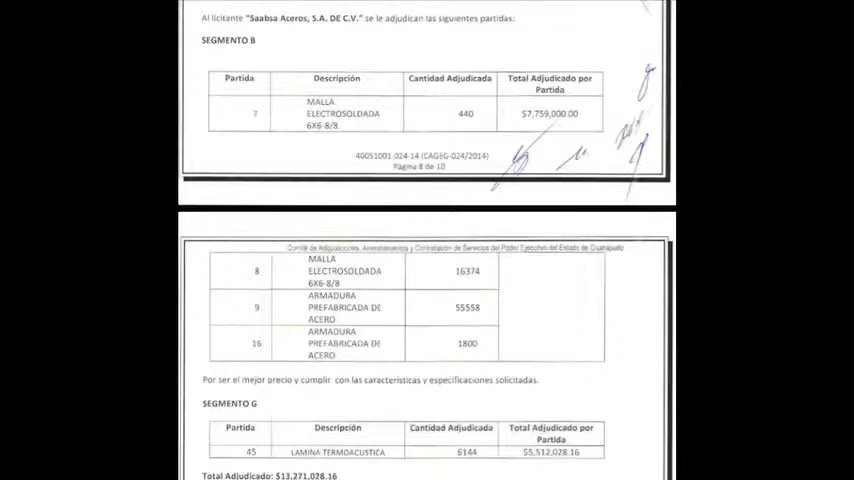 Al licitante "Saabsa Aceros, S.A. DE C.V." se le adjudican las siguientes partidas:
SEGMENTO B
Partida Descripción Cantidad Adjudicada Total Adjudicado por Partida
7 MALLA ELECTROSOLDADA 6X6-8/8 440 $7,759,000.00
40051001-024-14 (CAGEG-024/2014)
Página 8 de 10
Comité de Adquisiciones, Arrendamientos y Contratación de Servicios del Poder Ejecutivo del Estado de Guanajuato
8 MALLA ELECTROSOLDADA 6X6-8/8 16374
9 ARMADURA PREFABRICADA DE ACERO 55558
16 ARMADURA PREFABRICADA DE ACERO 1800
Por ser el mejor precio y cumplir con las características y especificaciones solicitadas.
SEGMENTO G
Partida Descripción Cantidad Adjudicada Total Adjudicado por Partida
45 LAMINA TERMOACUSTICA 6144 $5,512,028.16
Total Adjudicado: $13,271,028.16